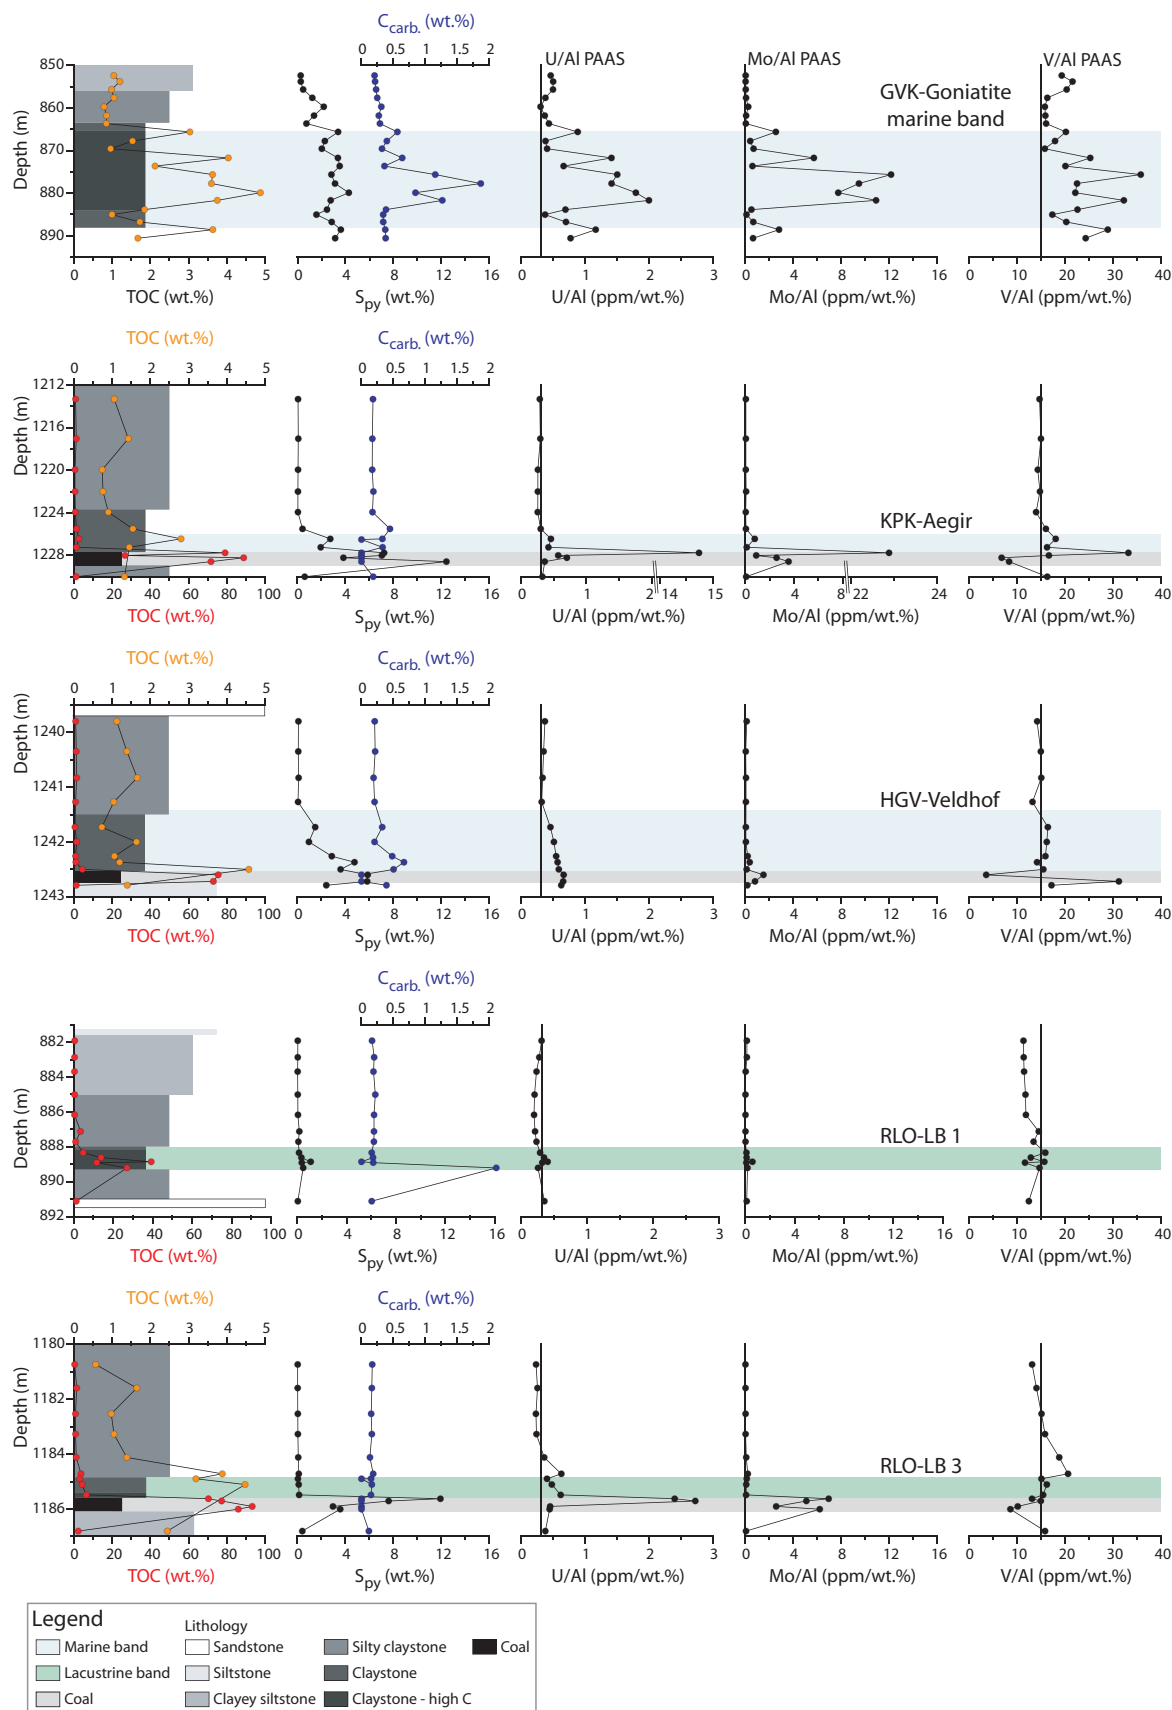 C_carb. (wt.%)
0 0.5 1 1.5 2
U/Al PAAS Mo/Al PAAS V/Al PAAS
GVK-Goniatite
marine band
850
860
870
880
890
Depth (m)
0 1 2 3 4 5 0 4 8 12 16 0 1 2 3 0 4 8 12 16 0 10 20 30 40
TOC (wt.%) S_py (wt.%) U/Al (ppm/wt.%) Mo/Al (ppm/wt.%) V/Al (ppm/wt.%)
TOC (wt.%) C_carb. (wt.%)
0 1 2 3 4 5 0 0.5 1 1.5 2
1212
1216
1220
1224
1228
Depth (m)
KPK-Aegir
0 20 40 60 80 100 0 4 8 12 16 0 1 2 14 15 0 4 8 22 24 0 10 20 30 40
TOC (wt.%) S_py (wt.%) U/Al (ppm/wt.%) Mo/Al (ppm/wt.%) V/Al (ppm/wt.%)
TOC (wt.%) C_carb. (wt.%)
0 1 2 3 4 5 0 0.5 1 1.5 2
1240
1241
1242
1243
Depth (m)
HGV-Veldhof
0 20 40 60 80 100 0 4 8 12 16 0 1 2 3 0 4 8 12 16 0 10 20 30 40
TOC (wt.%) S_py (wt.%) U/Al (ppm/wt.%) Mo/Al (ppm/wt.%) V/Al (ppm/wt.%)
C_carb. (wt.%)
0 0.5 1 1.5 2
882
884
886
888
890
892
Depth (m)
RLO-LB 1
0 20 40 60 80 100 0 4 8 12 16 0 1 2 3 0 4 8 12 16 0 10 20 30 40
TOC (wt.%) S_py (wt.%) U/Al (ppm/wt.%) Mo/Al (ppm/wt.%) V/Al (ppm/wt.%)
TOC (wt.%) C_carb. (wt.%)
0 1 2 3 4 5 0 0.5 1 1.5 2
1180
1182
1184
1186
Depth (m)
RLO-LB 3
0 20 40 60 80 100 0 4 8 12 16 0 1 2 3 0 4 8 12 16 0 10 20 30 40
TOC (wt.%) S_py (wt.%) U/Al (ppm/wt.%) Mo/Al (ppm/wt.%) V/Al (ppm/wt.%)
Legend
Lithology
Marine band Sandstone Silty claystone Coal
Lacustrine band Siltstone Claystone
Coal Clayey siltstone Claystone - high C